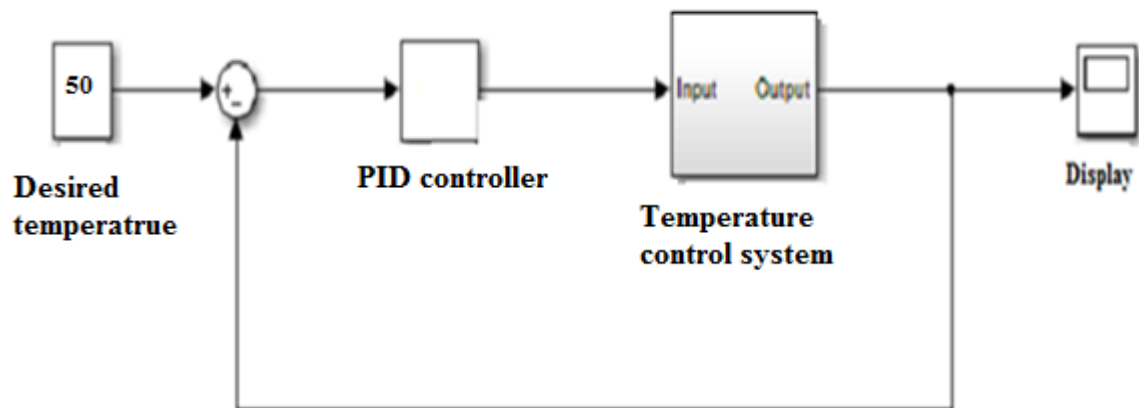 50
+
−
Input
Output
PID controller
Desired
temperatrue
Temperature
control system
Display